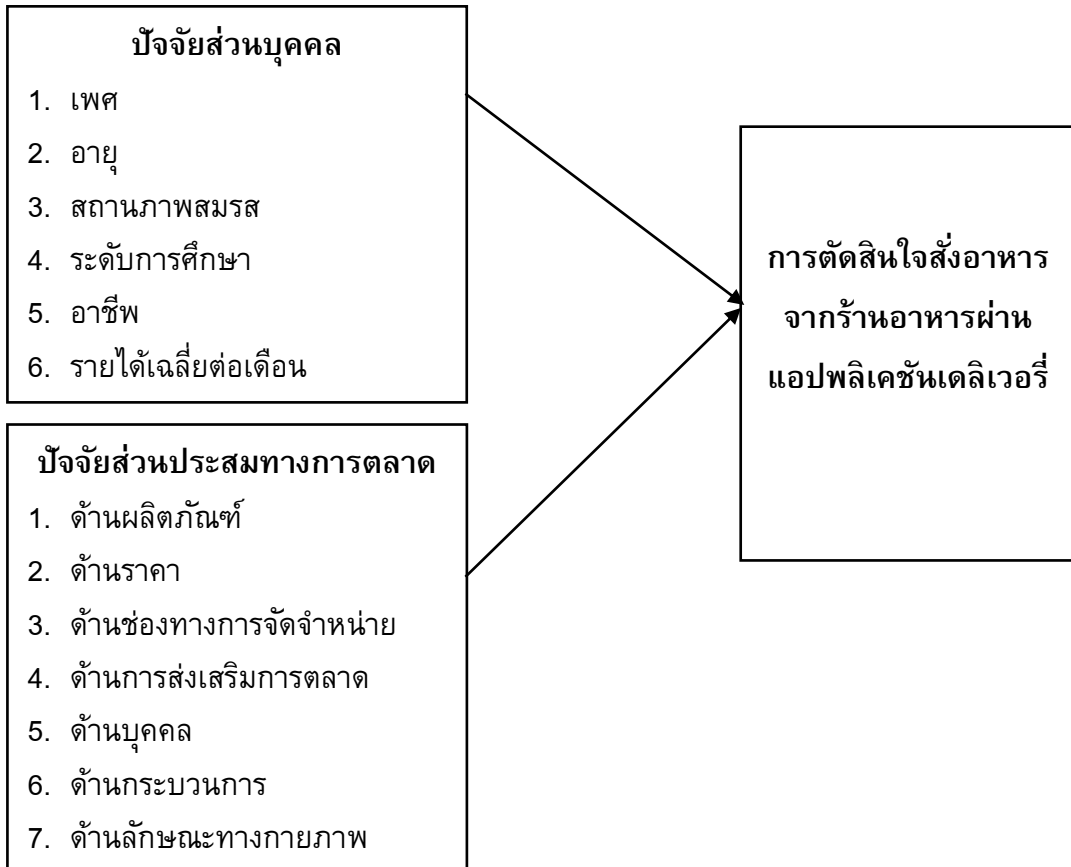 ปัจจัยส่วนบุคคล
1. เพศ
2. อายุ
3. สถานภาพสมรส
4. ระดับการศึกษา
5. อาชีพ
6. รายได้เฉลี่ยต่อเดือน
ปัจจัยส่วนประสมทางการตลาด
1. ด้านผลิตภัณฑ์
2. ด้านราคา
3. ด้านช่องทางการจัดจำหน่าย
4. ด้านการส่งเสริมการตลาด
5. ด้านบุคคล
6. ด้านกระบวนการ
7. ด้านลักษณะทางกายภาพ
การตัดสินใจสั่งอาหาร
จากร้านอาหารผ่าน
แอปพลิเคชันเดลิเวอรี่